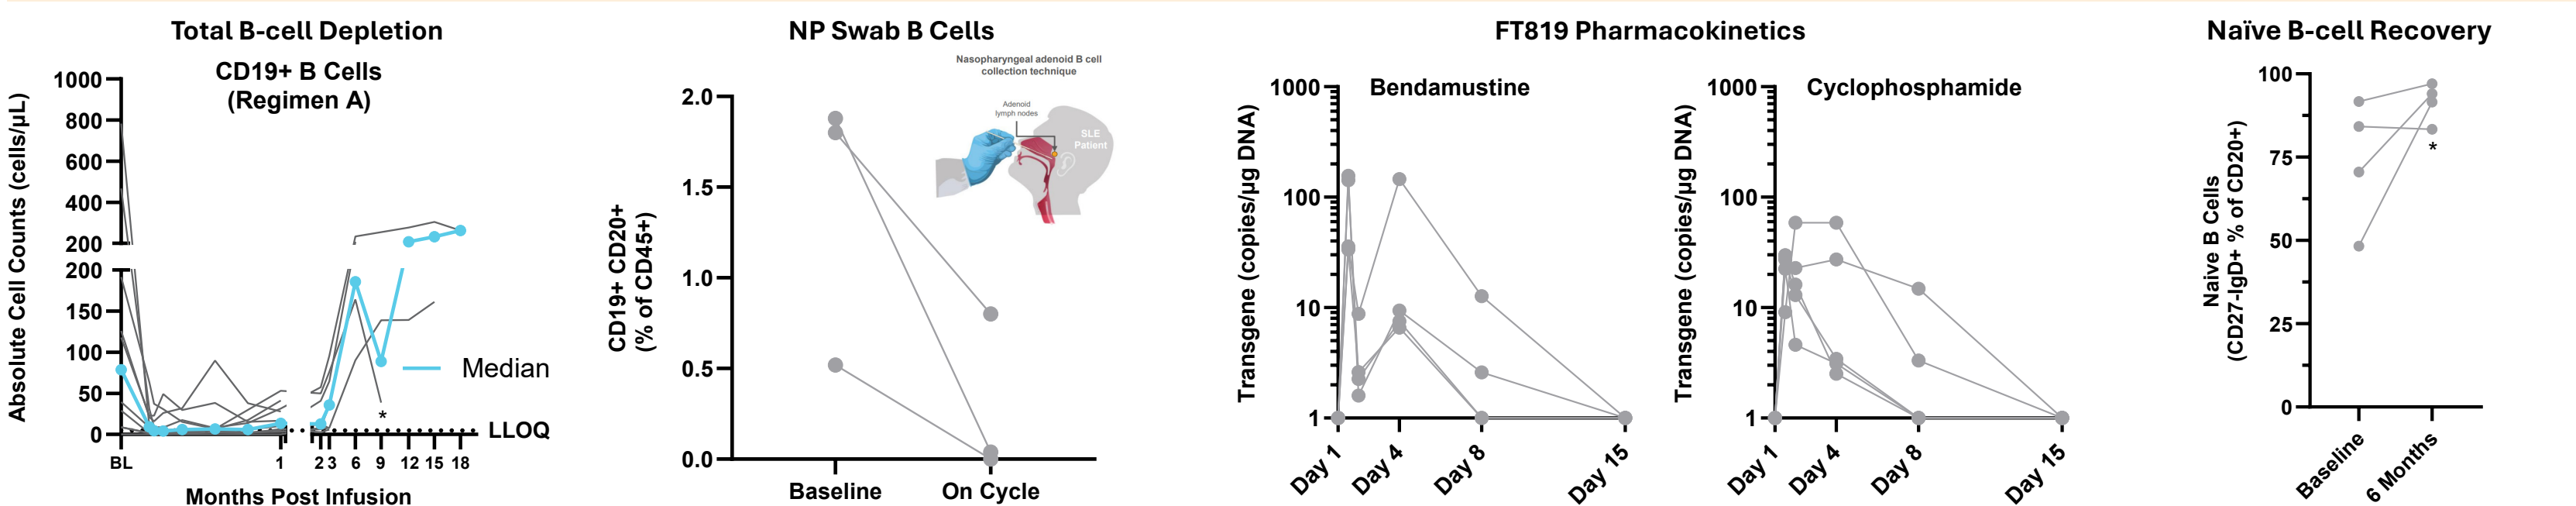 Total B-cell Depletion
CD19+ B Cells
(Regimen A)
Absolute Cell Counts (cells/µL)
1000
800
600
400
200
200
150
100
50
0
Median
*
LLOQ
BL
1
2
3
6
9
12
15
18
Months Post Infusion
NP Swab B Cells
Nasopharyngeal adenoid B cell
collection technique
Adenoid
lymph nodes
SLE
Patient
CD19+ CD20+
(% of CD45+)
2.0
1.5
1.0
0.5
0.0
Baseline
On Cycle
FT819 Pharmacokinetics
Bendamustine
Transgene (copies/µg DNA)
1000
100
10
1
Day 1
Day 4
Day 8
Day 15
Cyclophosphamide
Transgene (copies/µg DNA)
1000
100
10
1
Day 1
Day 4
Day 8
Day 15
Naïve B-cell Recovery
Naive B Cells
(CD27-IgD+ % of CD20+)
100
75
50
25
0
*
Baseline
6 Months